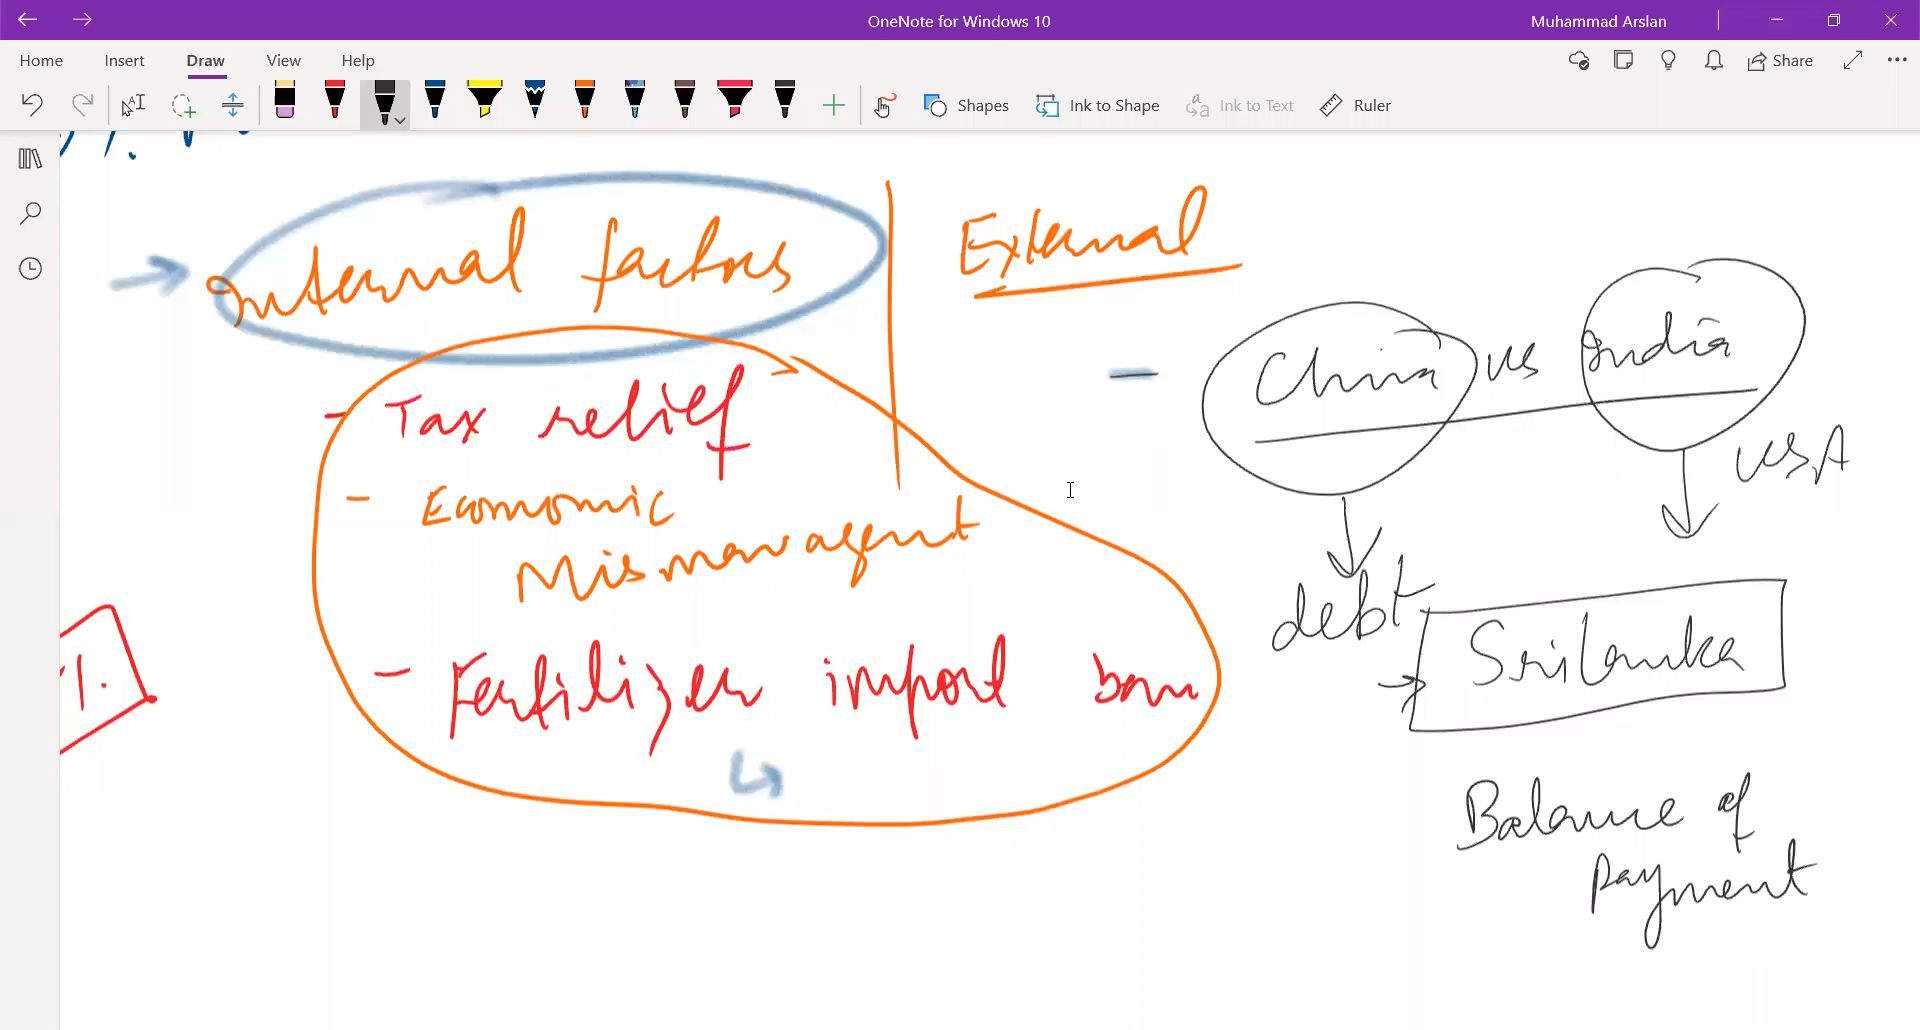 OneNote for Windows 10
Muhammad Arslan
Home Insert Draw View Help
Share
Shapes Ink to Shape Ink to Text Ruler
Internal factors
External
- Tax relief
- Economic
Mismanagent
- Fertilizer import ban
- China vs India
USA
debt
Srilanka
Balance of
Payment
1.